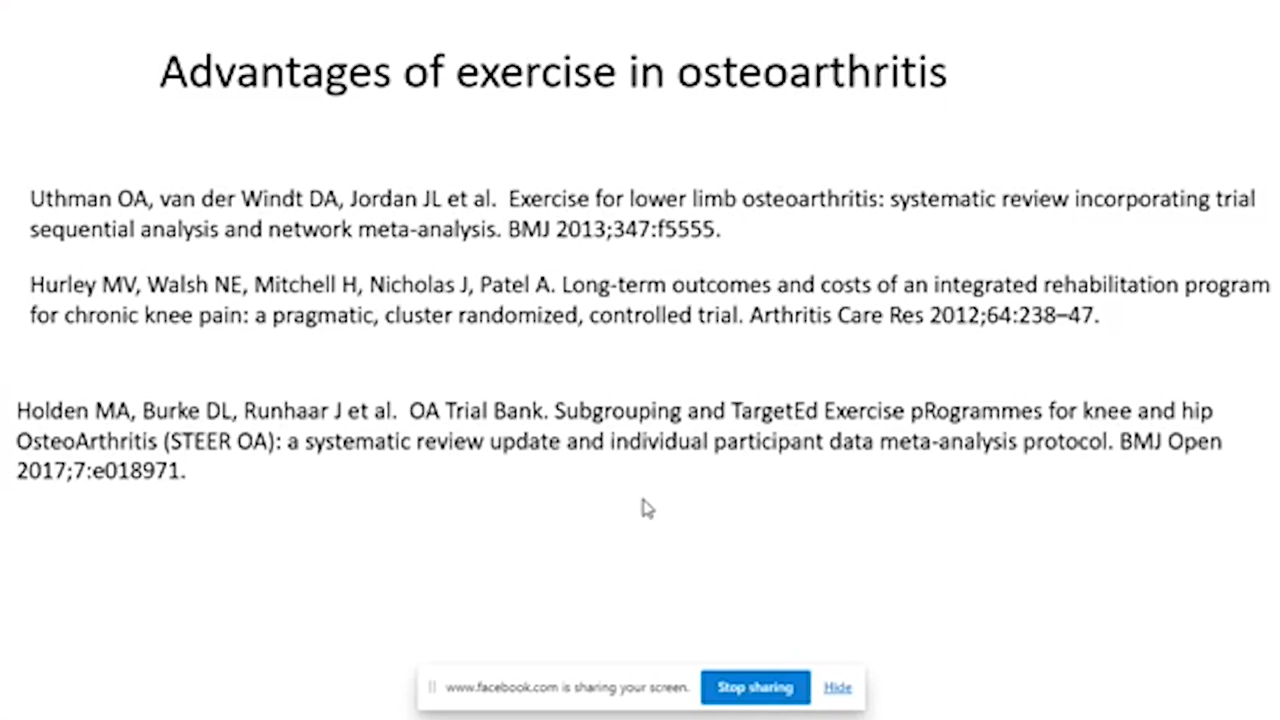 Advantages of exercise in osteoarthritis
Uthman OA, van der Windt DA, Jordan JL et al.  Exercise for lower limb osteoarthritis: systematic review incorporating trial
sequential analysis and network meta-analysis. BMJ 2013;347:f5555.
Hurley MV, Walsh NE, Mitchell H, Nicholas J, Patel A. Long-term outcomes and costs of an integrated rehabilitation program
for chronic knee pain: a pragmatic, cluster randomized, controlled trial. Arthritis Care Res 2012;64:238–47.
Holden MA, Burke DL, Runhaar J et al.  OA Trial Bank. Subgrouping and TargetEd Exercise pRogrammes for knee and hip
OsteoArthritis (STEER OA): a systematic review update and individual participant data meta-analysis protocol. BMJ Open
2017;7:e018971.
www.facebook.com is sharing your screen. Stop sharing Hide